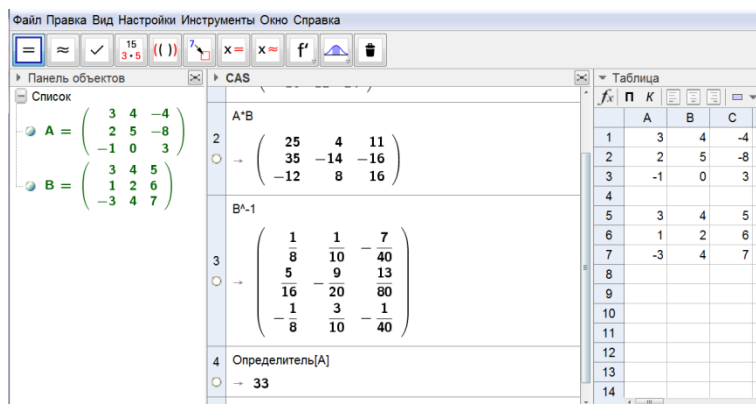 Файл Правка Вид Настройки Инструменты Окно Справка
= ≈ ✓ 15 3•5 (( )) 7 x= x≈ f′
Панель объектов
Список
A = ( 3 4 −4
2 5 −8
−1 0 3 )
B = ( 3 4 5
1 2 6
−3 4 7 )
CAS
2
A*B
→ ( 25 4 11
35 −14 −16
−12 8 16 )
3
B^-1
→ ( 1/8 1/10 −7/40
5/16 −9/20 13/80
−1/8 3/10 −1/40 )
4
Определитель[A]
→ 33
Таблица
fx П К
A B C
1 3 4 -4
2 2 5 -8
3 -1 0 3
4
5 3 4 5
6 1 2 6
7 -3 4 7
8
9
10
11
12
13
14